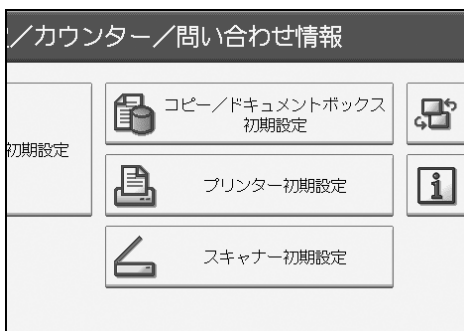 ／カウンター／問い合わせ情報
コピー／ドキュメントボックス
初期設定
初期設定
プリンター初期設定
スキャナー初期設定